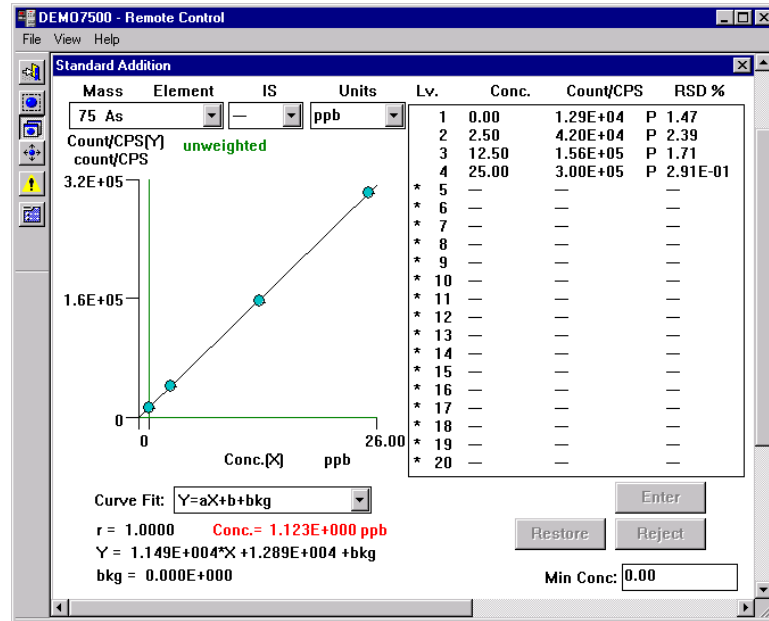 DEMO7500 - Remote Control
File View Help
Standard Addition
Mass Element IS Units
75 As — ppb
Count/CPS(Y) unweighted
count/CPS
3.2E+05
1.6E+05
0
0 26.00
Conc.(X) ppb
Lv. Conc. Count/CPS RSD %
1 0.00 1.29E+04 P 1.47
2 2.50 4.20E+04 P 2.39
3 12.50 1.56E+05 P 1.71
4 25.00 3.00E+05 P 2.91E-01
* 5 — — —
* 6 — — —
* 7 — — —
* 8 — — —
* 9 — — —
* 10 — — —
* 11 — — —
* 12 — — —
* 13 — — —
* 14 — — —
* 15 — — —
* 16 — — —
* 17 — — —
* 18 — — —
* 19 — — —
* 20 — — —
Curve Fit: Y=aX+b+bkg
r = 1.0000 Conc.= 1.123E+000 ppb
Y = 1.149E+004*X +1.289E+004 +bkg
bkg = 0.000E+000
Enter
Restore Reject
Min Conc: 0.00